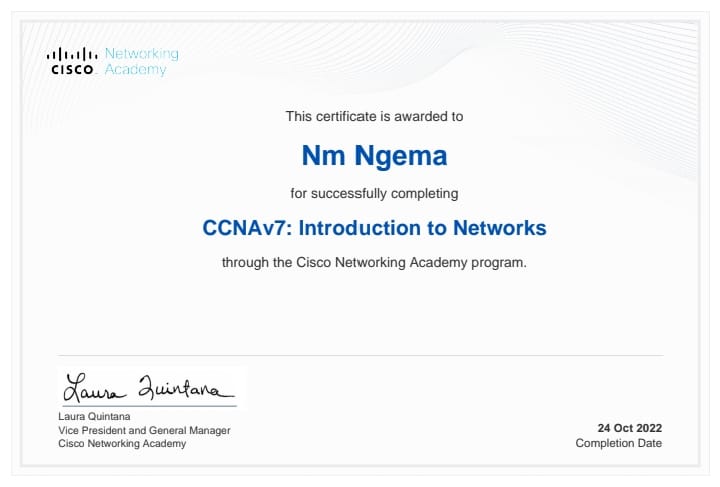 Networking
CISCO Academy
This certificate is awarded to
Nm Ngema
for successfully completing
CCNAv7: Introduction to Networks
through the Cisco Networking Academy program.
Laura Quintana
Laura Quintana
Vice President and General Manager
Cisco Networking Academy
24 Oct 2022
Completion Date